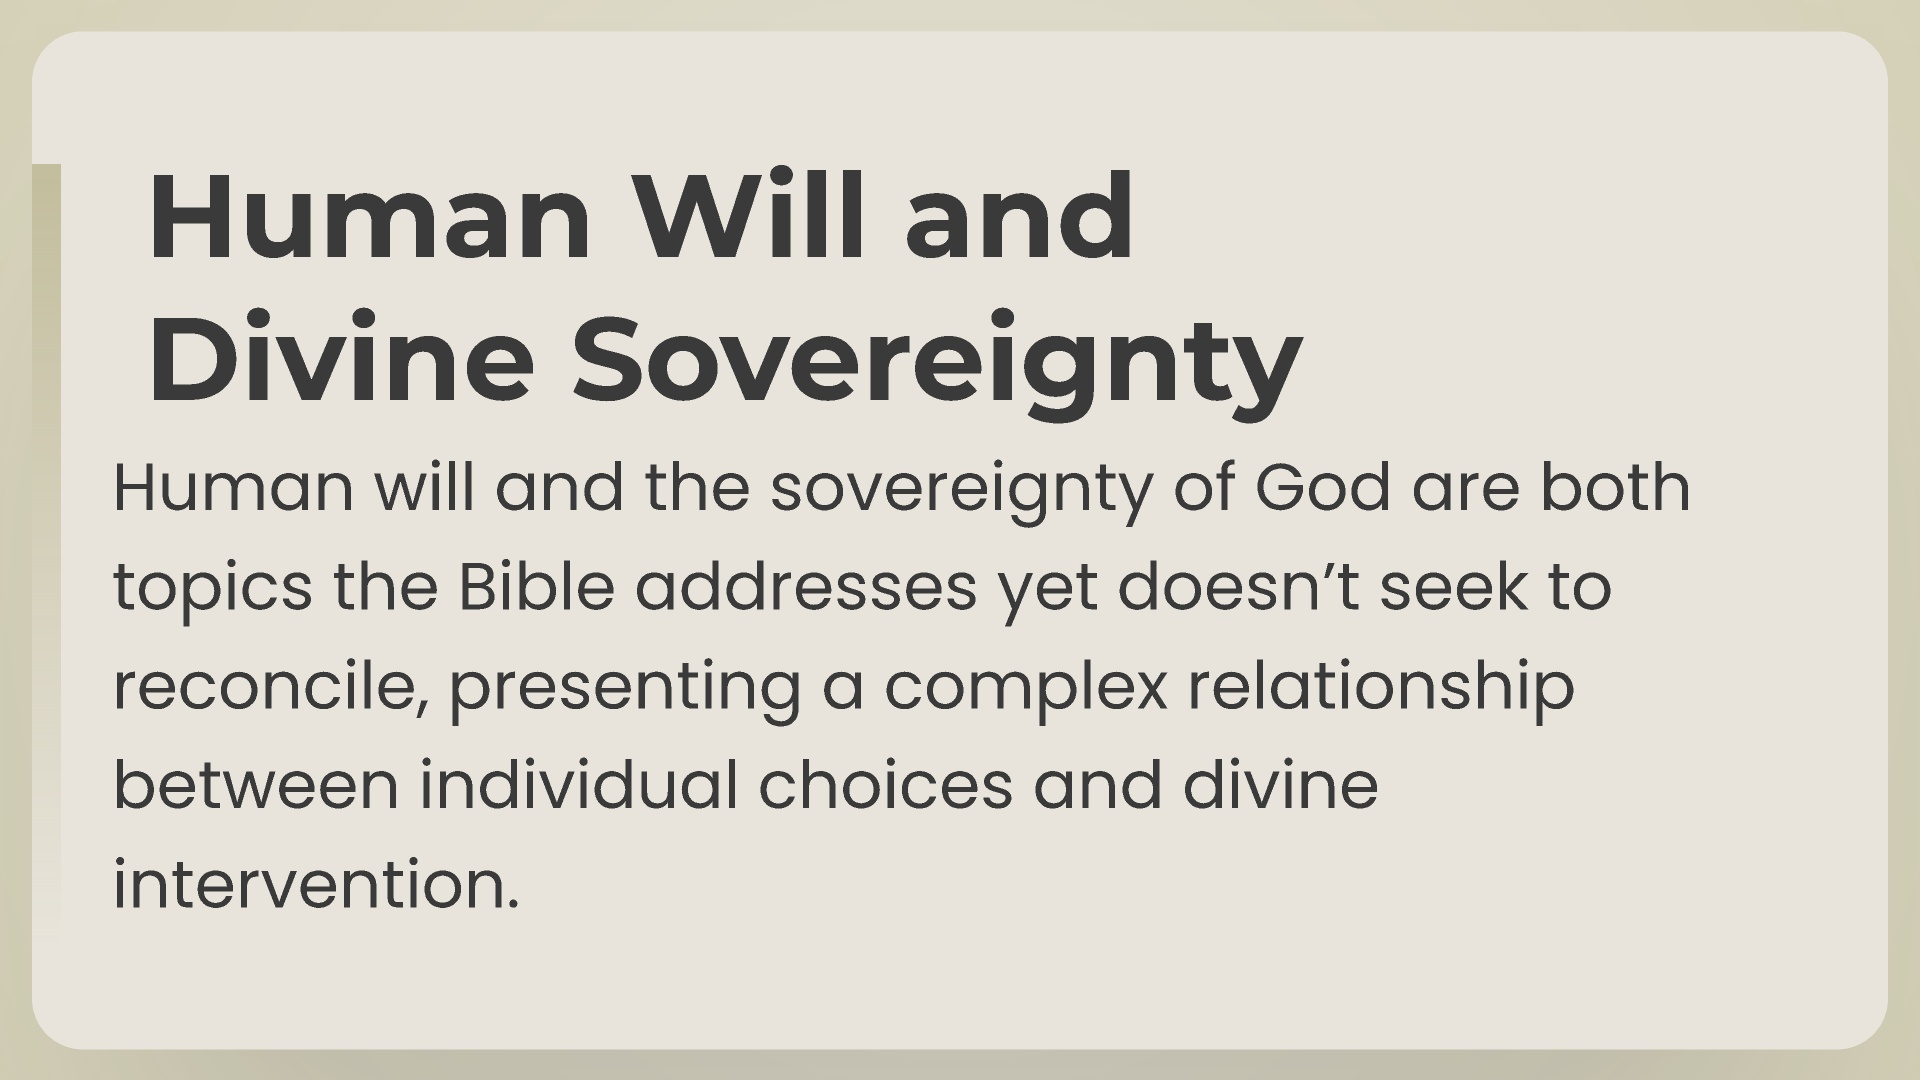 Human Will and
Divine Sovereignty
Human will and the sovereignty of God are both
topics the Bible addresses yet doesn’t seek to
reconcile, presenting a complex relationship
between individual choices and divine
intervention.